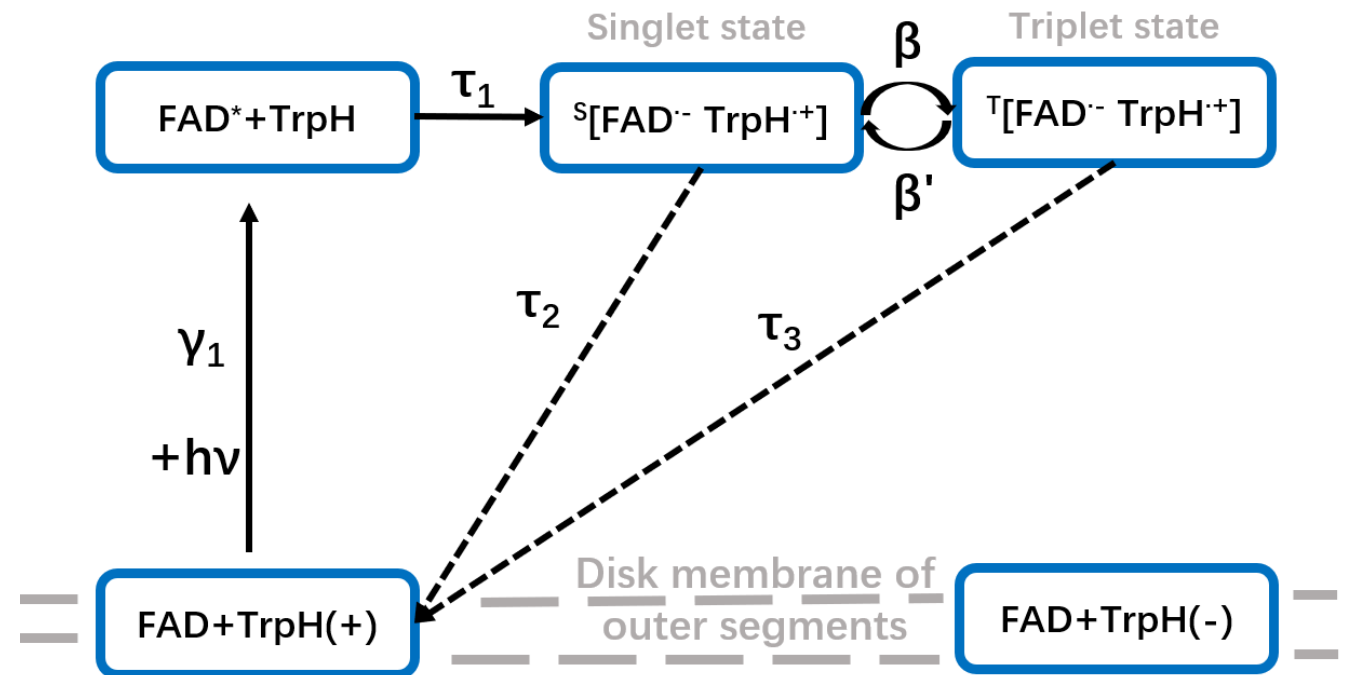 Singlet state
Triplet state
β
τ₁
FAD*+TrpH
ˢ[FAD˙⁻ TrpH˙⁺]
ᵀ[FAD˙⁻ TrpH˙⁺]
β'
τ₂
τ₃
γ₁
+hν
Disk membrane of
outer segments
FAD+TrpH(+)
FAD+TrpH(-)